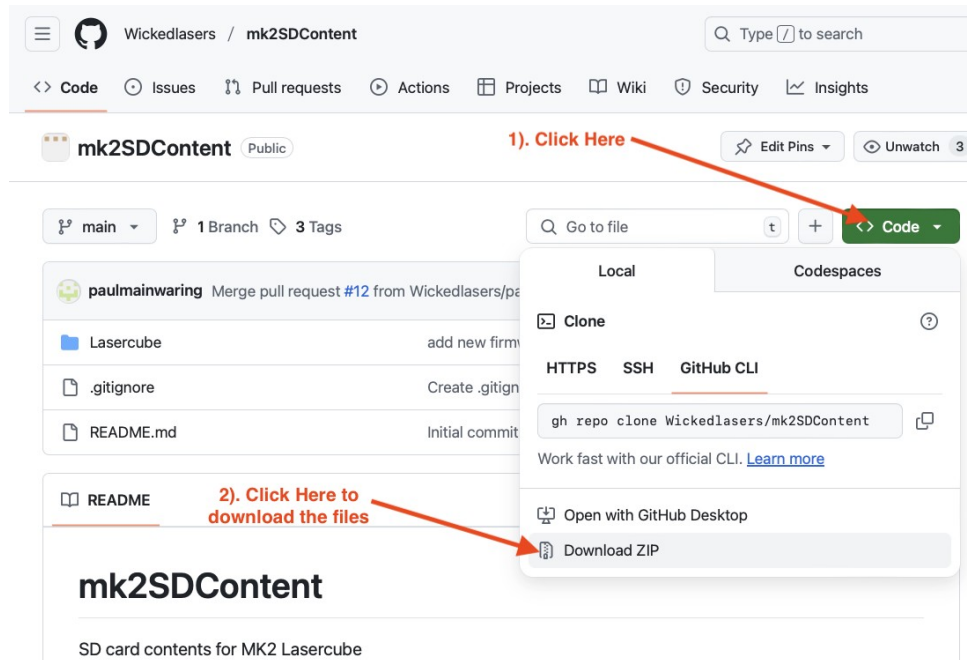 Wickedlasers / mk2SDContent
Type / to search
Code Issues Pull requests Actions Projects Wiki Security Insights
mk2SDContent Public
1). Click Here
Edit Pins
Unwatch 3
main 1 Branch 3 Tags
Go to file t
+
Code
Local Codespaces
paulmainwaring Merge pull request #12 from Wickedlasers/pa
Clone
Lasercube add new firmw
HTTPS SSH GitHub CLI
.gitignore Create .gitign
gh repo clone Wickedlasers/mk2SDContent
README.md Initial commit
Work fast with our official CLI. Learn more
README
2). Click Here to
download the files
Open with GitHub Desktop
Download ZIP
mk2SDContent
SD card contents for MK2 Lasercube